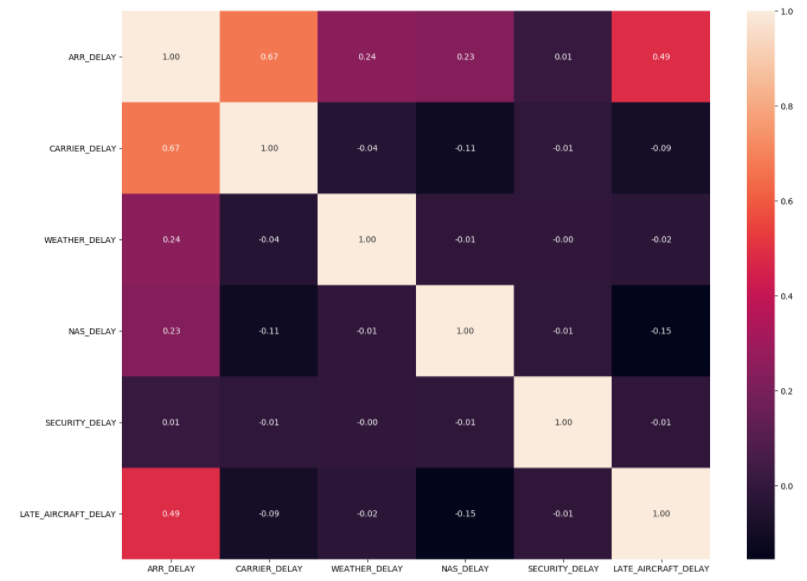 1.0
ARR_DELAY 1.00 0.67 0.24 0.23 0.01 0.49
0.8
CARRIER_DELAY 0.67 1.00 -0.04 -0.11 -0.01 -0.09
0.6
WEATHER_DELAY 0.24 -0.04 1.00 -0.01 -0.00 -0.02
0.4
NAS_DELAY 0.23 -0.11 -0.01 1.00 -0.01 -0.15
0.2
SECURITY_DELAY 0.01 -0.01 -0.00 -0.01 1.00 -0.01
0.0
LATE_AIRCRAFT_DELAY 0.49 -0.09 -0.02 -0.15 -0.01 1.00
ARR_DELAY CARRIER_DELAY WEATHER_DELAY NAS_DELAY SECURITY_DELAY LATE_AIRCRAFT_DELAY